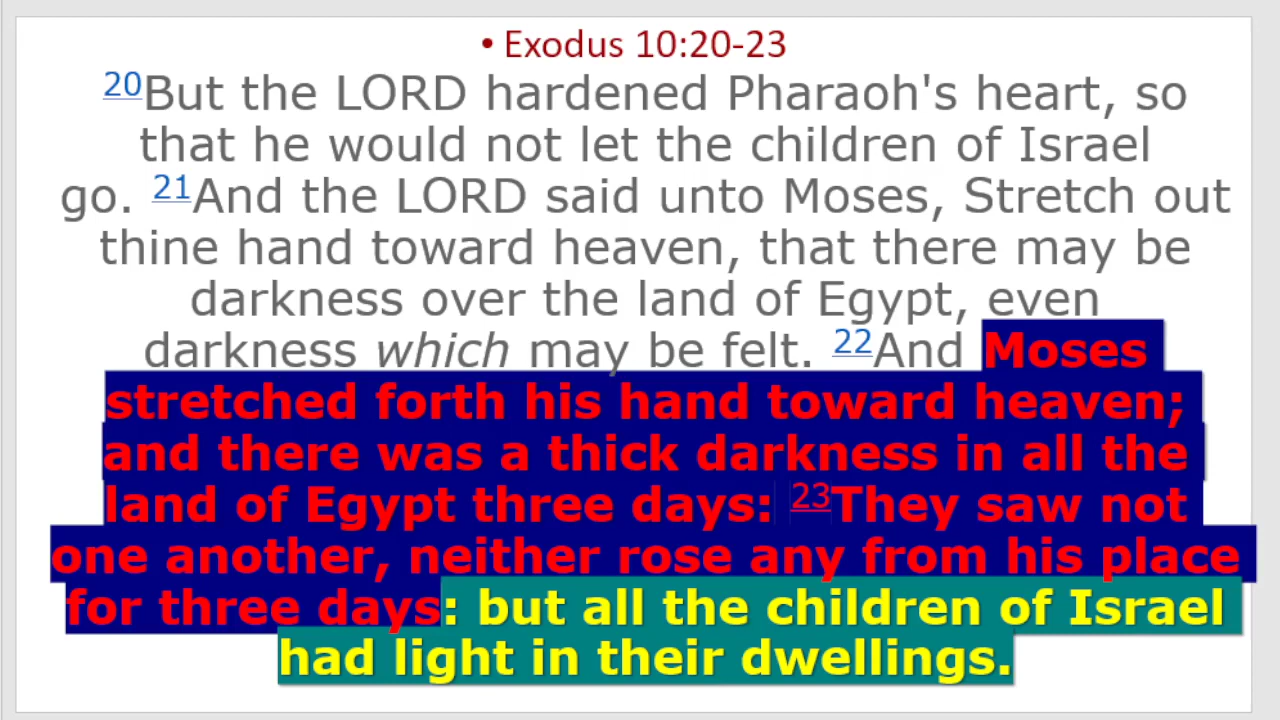 • Exodus 10:20-23
20But the LORD hardened Pharaoh's heart, so
that he would not let the children of Israel
go. 21And the LORD said unto Moses, Stretch out
thine hand toward heaven, that there may be
darkness over the land of Egypt, even
darkness which may be felt. 22And Moses
stretched forth his hand toward heaven;
and there was a thick darkness in all the
land of Egypt three days: 23They saw not
one another, neither rose any from his place
for three days: but all the children of Israel
had light in their dwellings.